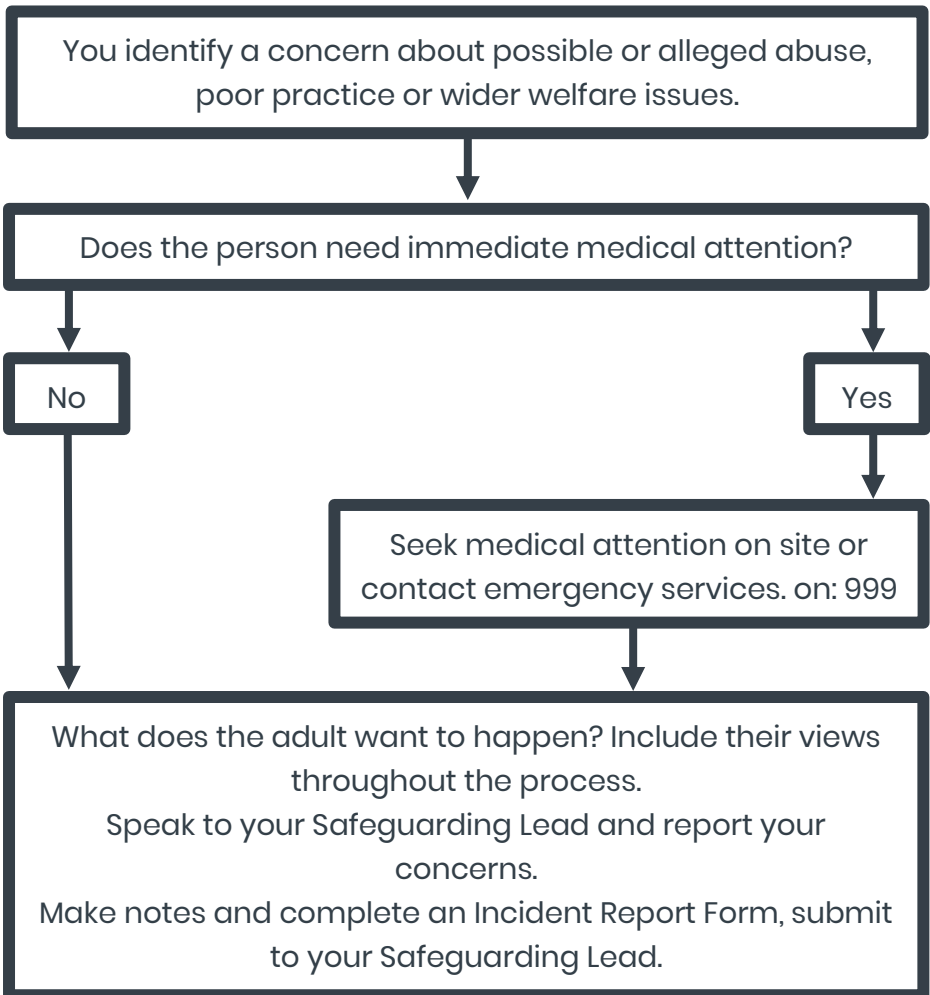 You identify a concern about possible or alleged abuse,
poor practice or wider welfare issues.
Does the person need immediate medical attention?
No
Yes
Seek medical attention on site or
contact emergency services. on: 999
What does the adult want to happen? Include their views
throughout the process.
Speak to your Safeguarding Lead and report your
concerns.
Make notes and complete an Incident Report Form, submit
to your Safeguarding Lead.